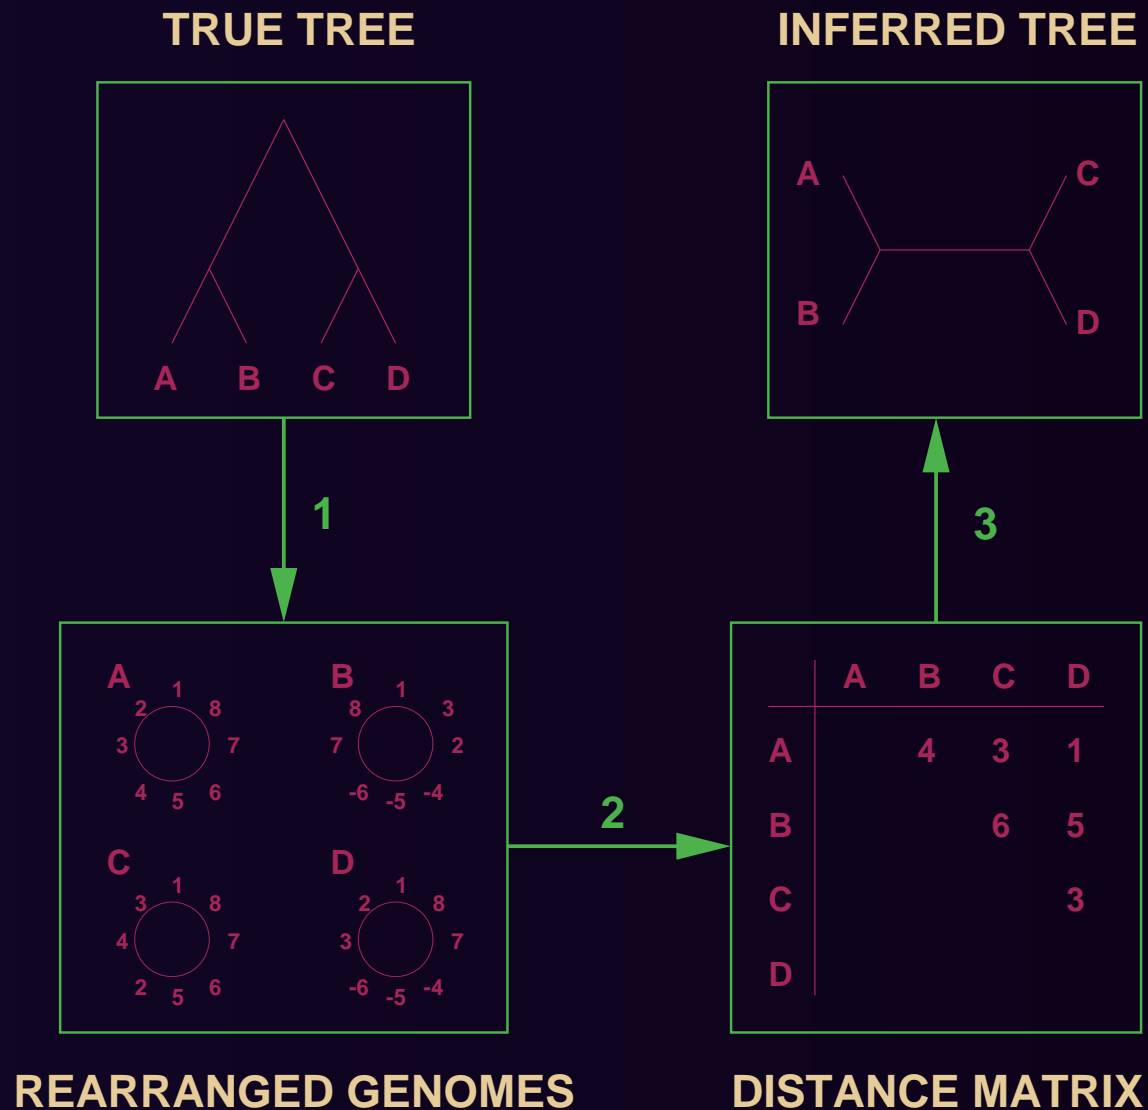 TRUE TREE
A B C D
INFERRED TREE
A C
B D
1
3
REARRANGED GENOMES
A
1
2 8
3 7
4 6
5
B
1
8 3
7 2
-6 -4
-5
C
1
3 8
4 7
2 6
5
D
1
2 8
3 7
-6 -4
-5
2
A B C D
A 4 3 1
B 6 5
C 3
D
DISTANCE MATRIX